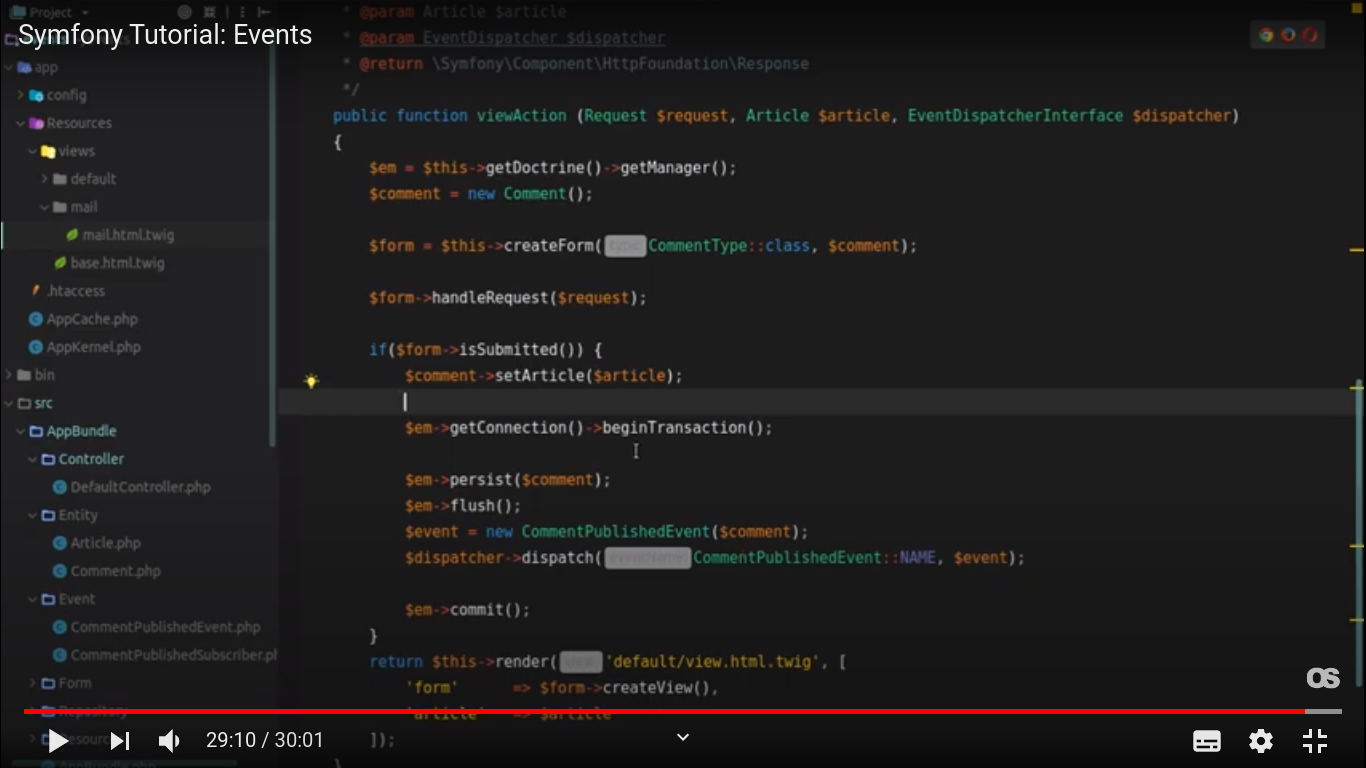 Project
Symfony Tutorial: Events
app
config
Resources
views
default
mail
mail.html.twig
base.html.twig
.htaccess
AppCache.php
AppKernel.php
bin
src
AppBundle
Controller
DefaultController.php
Entity
Article.php
Comment.php
Event
CommentPublishedEvent.php
CommentPublishedSubscriber.ph
Form
Repository
* @param Article $article
* @param EventDispatcher $dispatcher
* @return \Symfony\Component\HttpFoundation\Response
*/
public function viewAction (Request $request, Article $article, EventDispatcherInterface $dispatcher)
{
$em = $this->getDoctrine()->getManager();
$comment = new Comment();
$form = $this->createForm( type: CommentType::class, $comment);
$form->handleRequest($request);
if($form->isSubmitted()) {
$comment->setArticle($article);
$em->getConnection()->beginTransaction();
$em->persist($comment);
$em->flush();
$event = new CommentPublishedEvent($comment);
$dispatcher->dispatch( eventName: CommentPublishedEvent::NAME, $event);
$em->commit();
}
return $this->render( view: 'default/view.html.twig', [
'form' => $form->createView(),
'article' => $article
]);
}
os
29:10 / 30:01